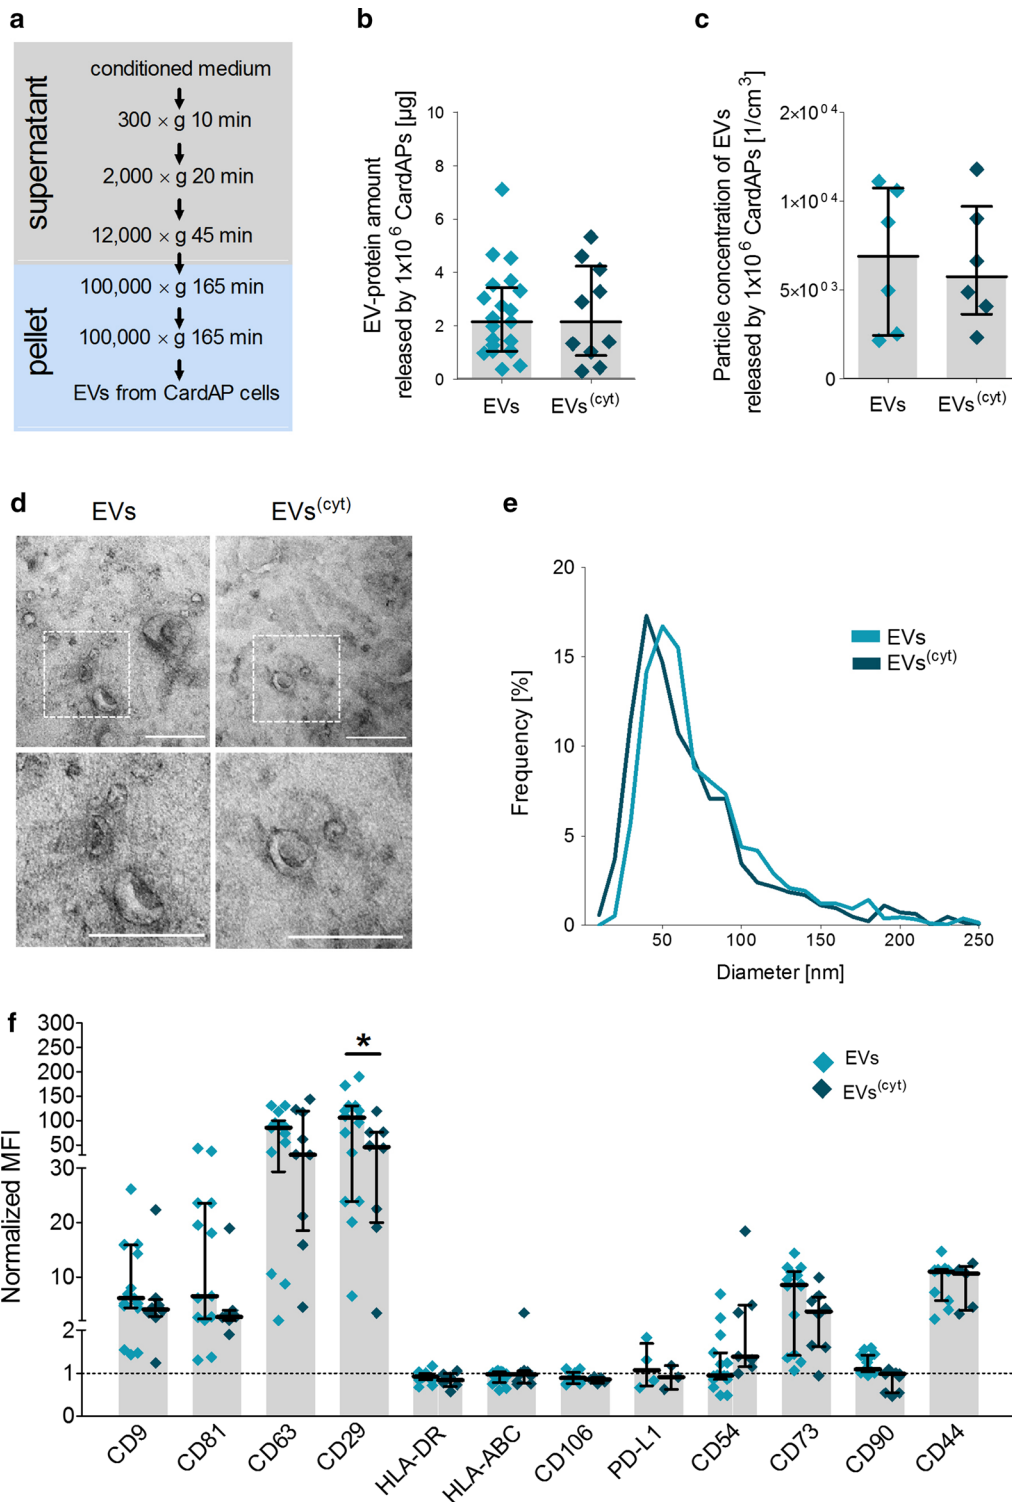 a
supernatant
conditioned medium
300 × g 10 min
2,000 × g 20 min
12,000 × g 45 min
pellet
100,000 × g 165 min
100,000 × g 165 min
EVs from CardAP cells
b
EV-protein amount
released by 1x10⁶ CardAPs [µg]
10
8
6
4
2
0
EVs
EVs(cyt)
c
Particle concentration of EVs
released by 1x10⁶ CardAPs [1/cm³]
2×10⁰⁴
1×10⁰⁴
5×10⁰³
0
EVs
EVs(cyt)
d
EVs
EVs(cyt)
e
Frequency [%]
20
15
10
5
0
50
100
150
200
250
Diameter [nm]
EVs
EVs(cyt)
f
Normalized MFI
300
250
200
150
100
50
30
20
10
2
1
0
*
EVs
EVs(cyt)
CD9
CD81
CD63
CD29
HLA-DR
HLA-ABC
CD106
PD-L1
CD54
CD73
CD90
CD44